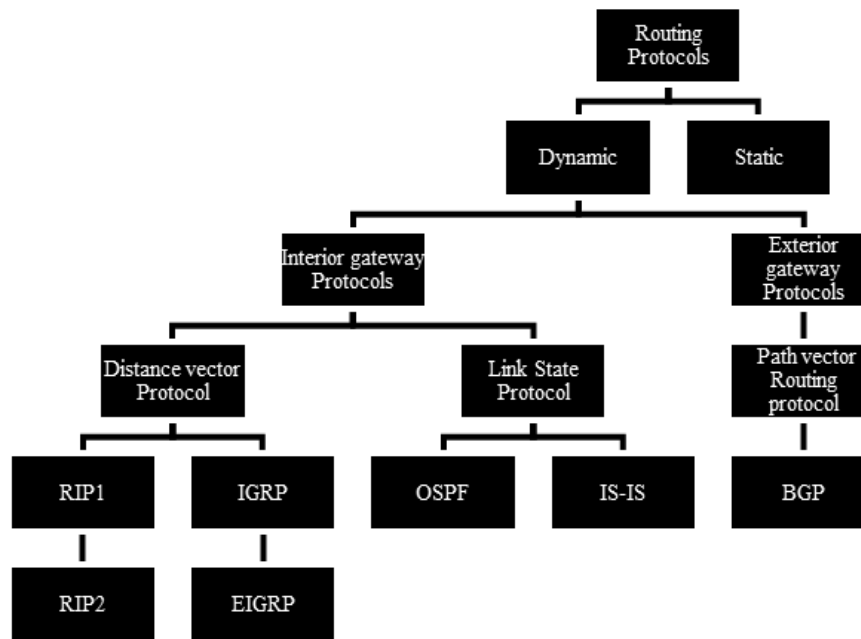 Routing
Protocols
Dynamic
Static
Interior gateway
Protocols
Exterior
gateway
Protocols
Distance vector
Protocol
Link State
Protocol
Path vector
Routing
protocol
RIP1
IGRP
OSPF
IS-IS
BGP
RIP2
EIGRP